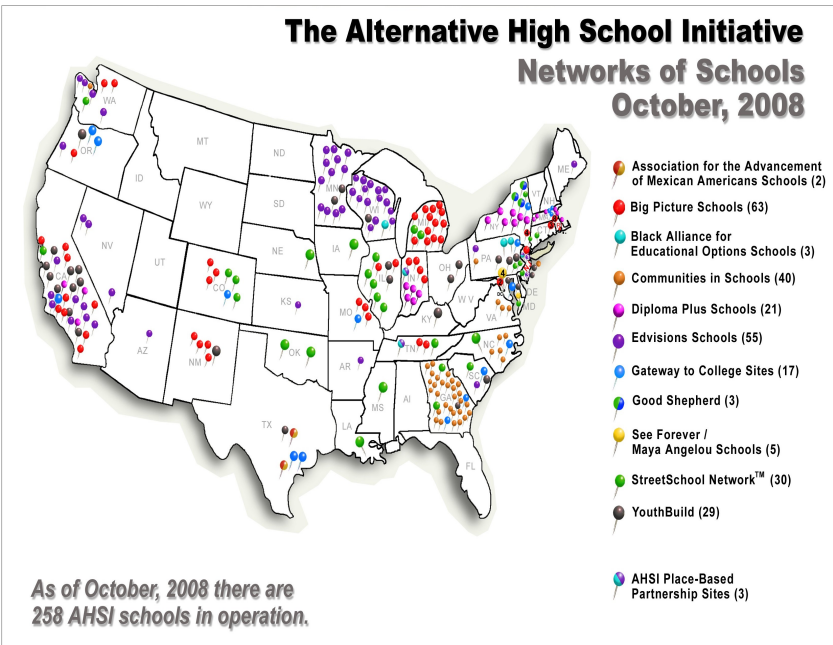 The Alternative High School Initiative
Networks of Schools
October, 2008
WA
MT
ND
MN
ME
VT
NH
OR
ID
SD
WI
MI
NY
CT
WY
NV
NE
IA
PA
CA
UT
CO
IL
IN
OH
DE
MD
KS
MO
WV
VA
KY
AZ
NM
OK
AR
TN
NC
SC
TX
LA
MS
Al
GA
FL
4
Association for the Advancement
of Mexican Americans Schools (2)
Big Picture Schools (63)
Black Alliance for
Educational Options Schools (3)
Communities in Schools (40)
Diploma Plus Schools (21)
Edvisions Schools (55)
Gateway to College Sites (17)
Good Shepherd (3)
See Forever /
Maya Angelou Schools (5)
StreetSchool Network™ (30)
YouthBuild (29)
AHSI Place-Based
Partnership Sites (3)
As of October, 2008 there are
258 AHSI schools in operation.